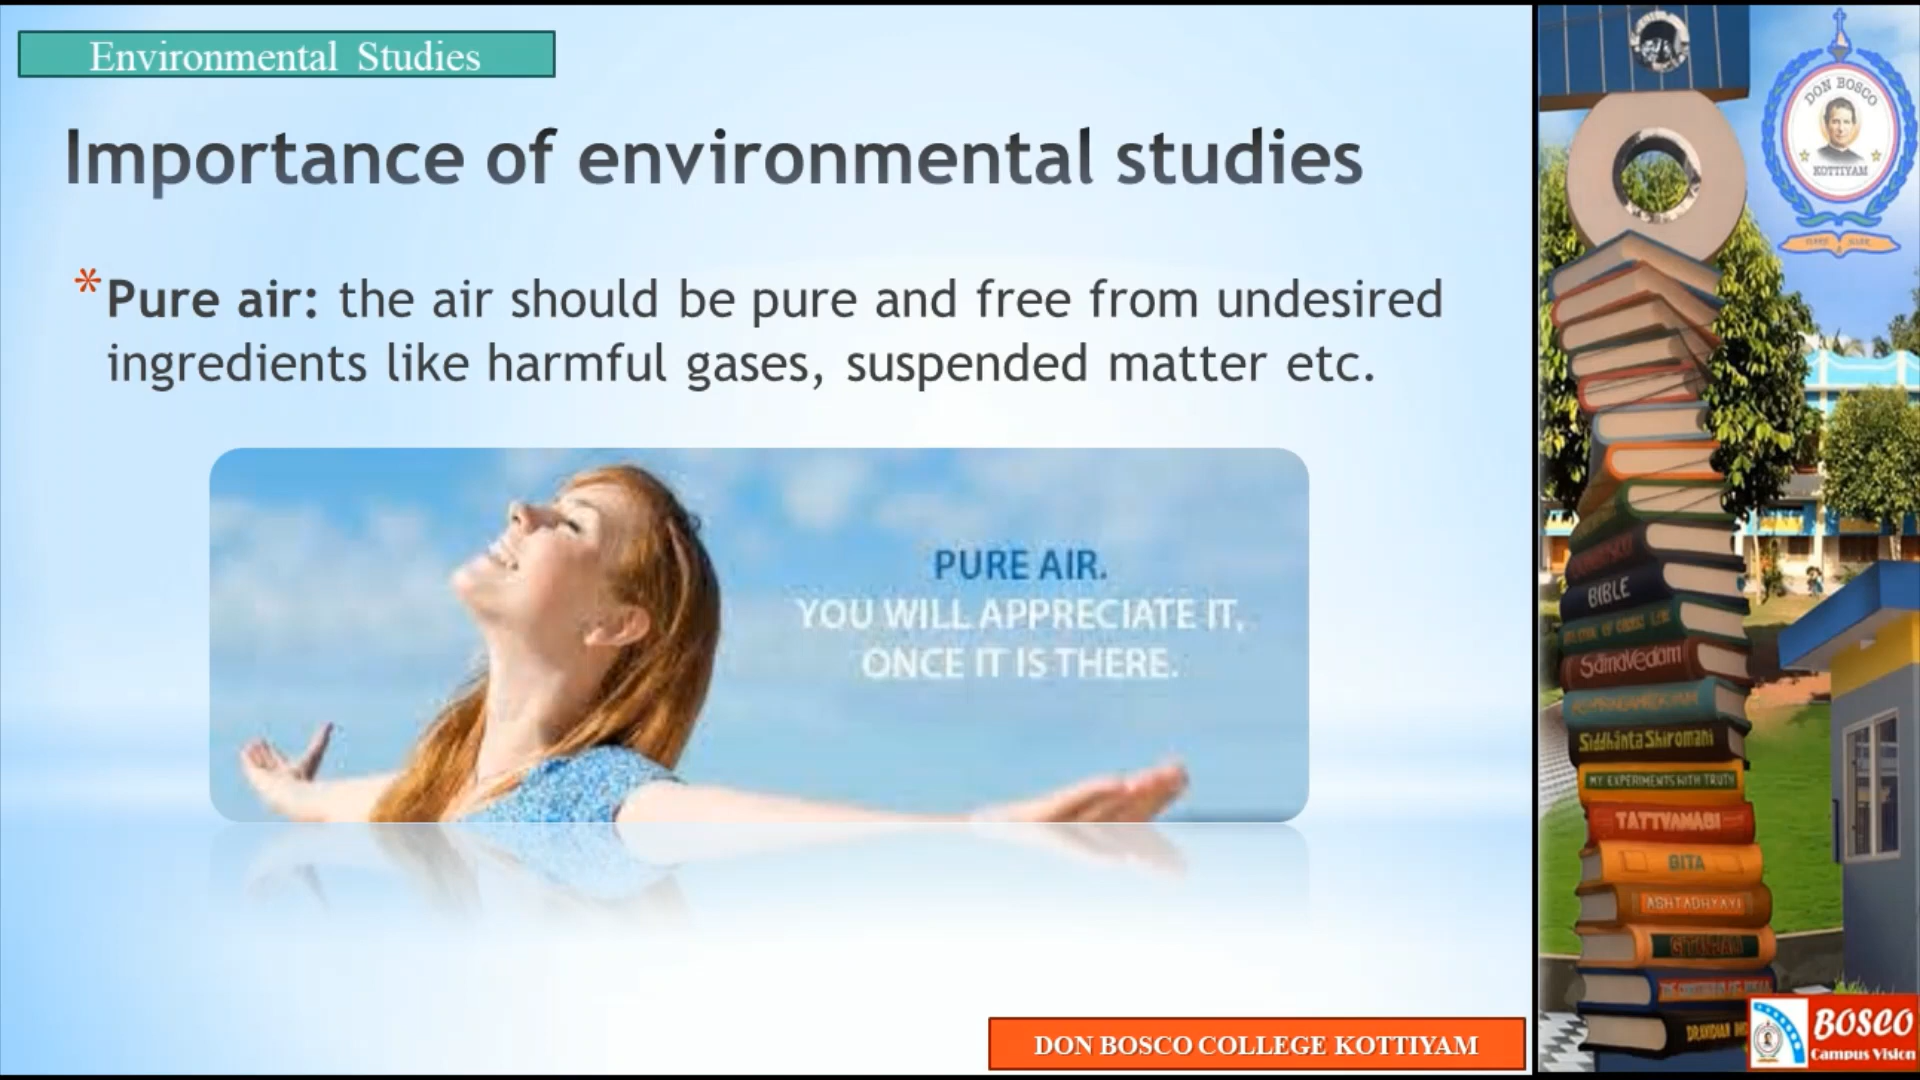 Environmental Studies
Importance of environmental studies
* Pure air: the air should be pure and free from undesired
ingredients like harmful gases, suspended matter etc.
PURE AIR.
YOU WILL APPRECIATE IT,
ONCE IT IS THERE.
DON BOSCO COLLEGE KOTTIYAM
DON BOSCO
KOTTIYAM
BIBLE
SamaVedam
Siddhānta Shiromani
MY EXPERIMENTS WITH TRUTH
TATTVAMASI
GITA
ASHTADHYAYI
BOSCO
Campus Vision